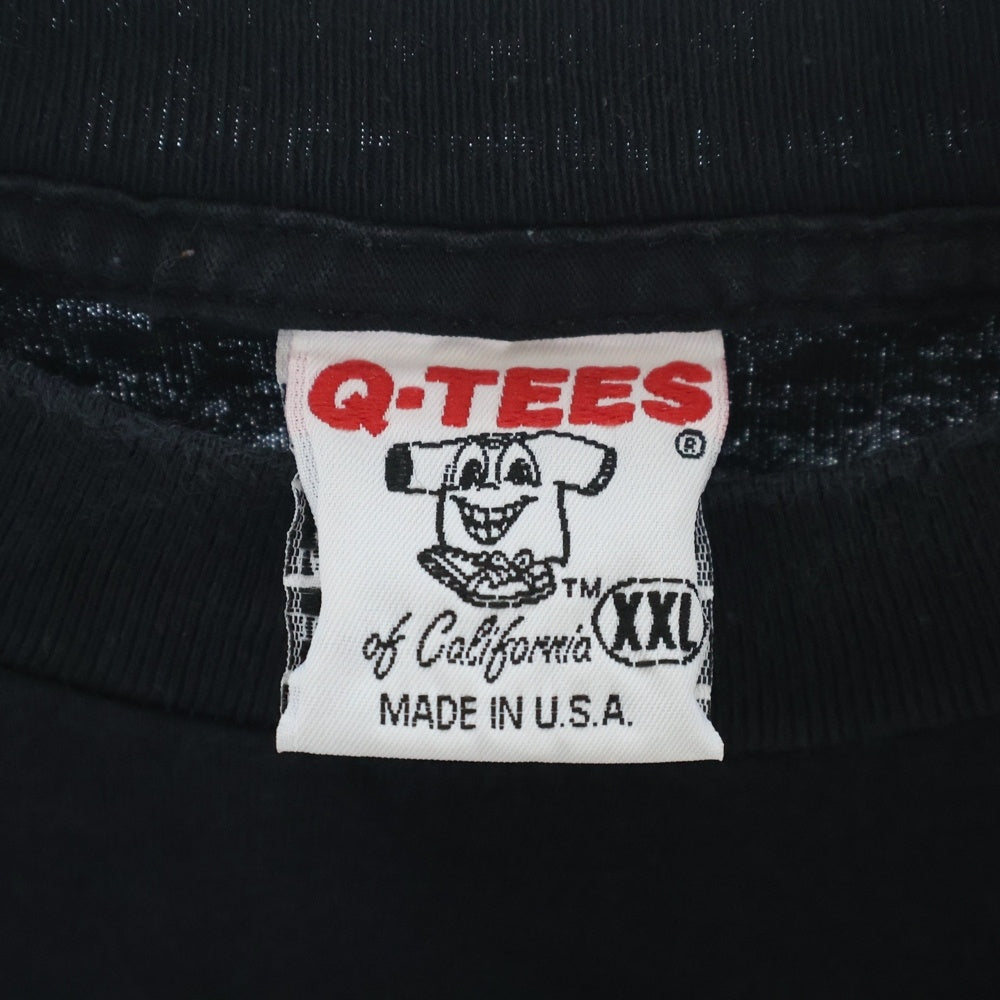 Q-TEES
®
TM
XXL
of California
MADE IN U.S.A.